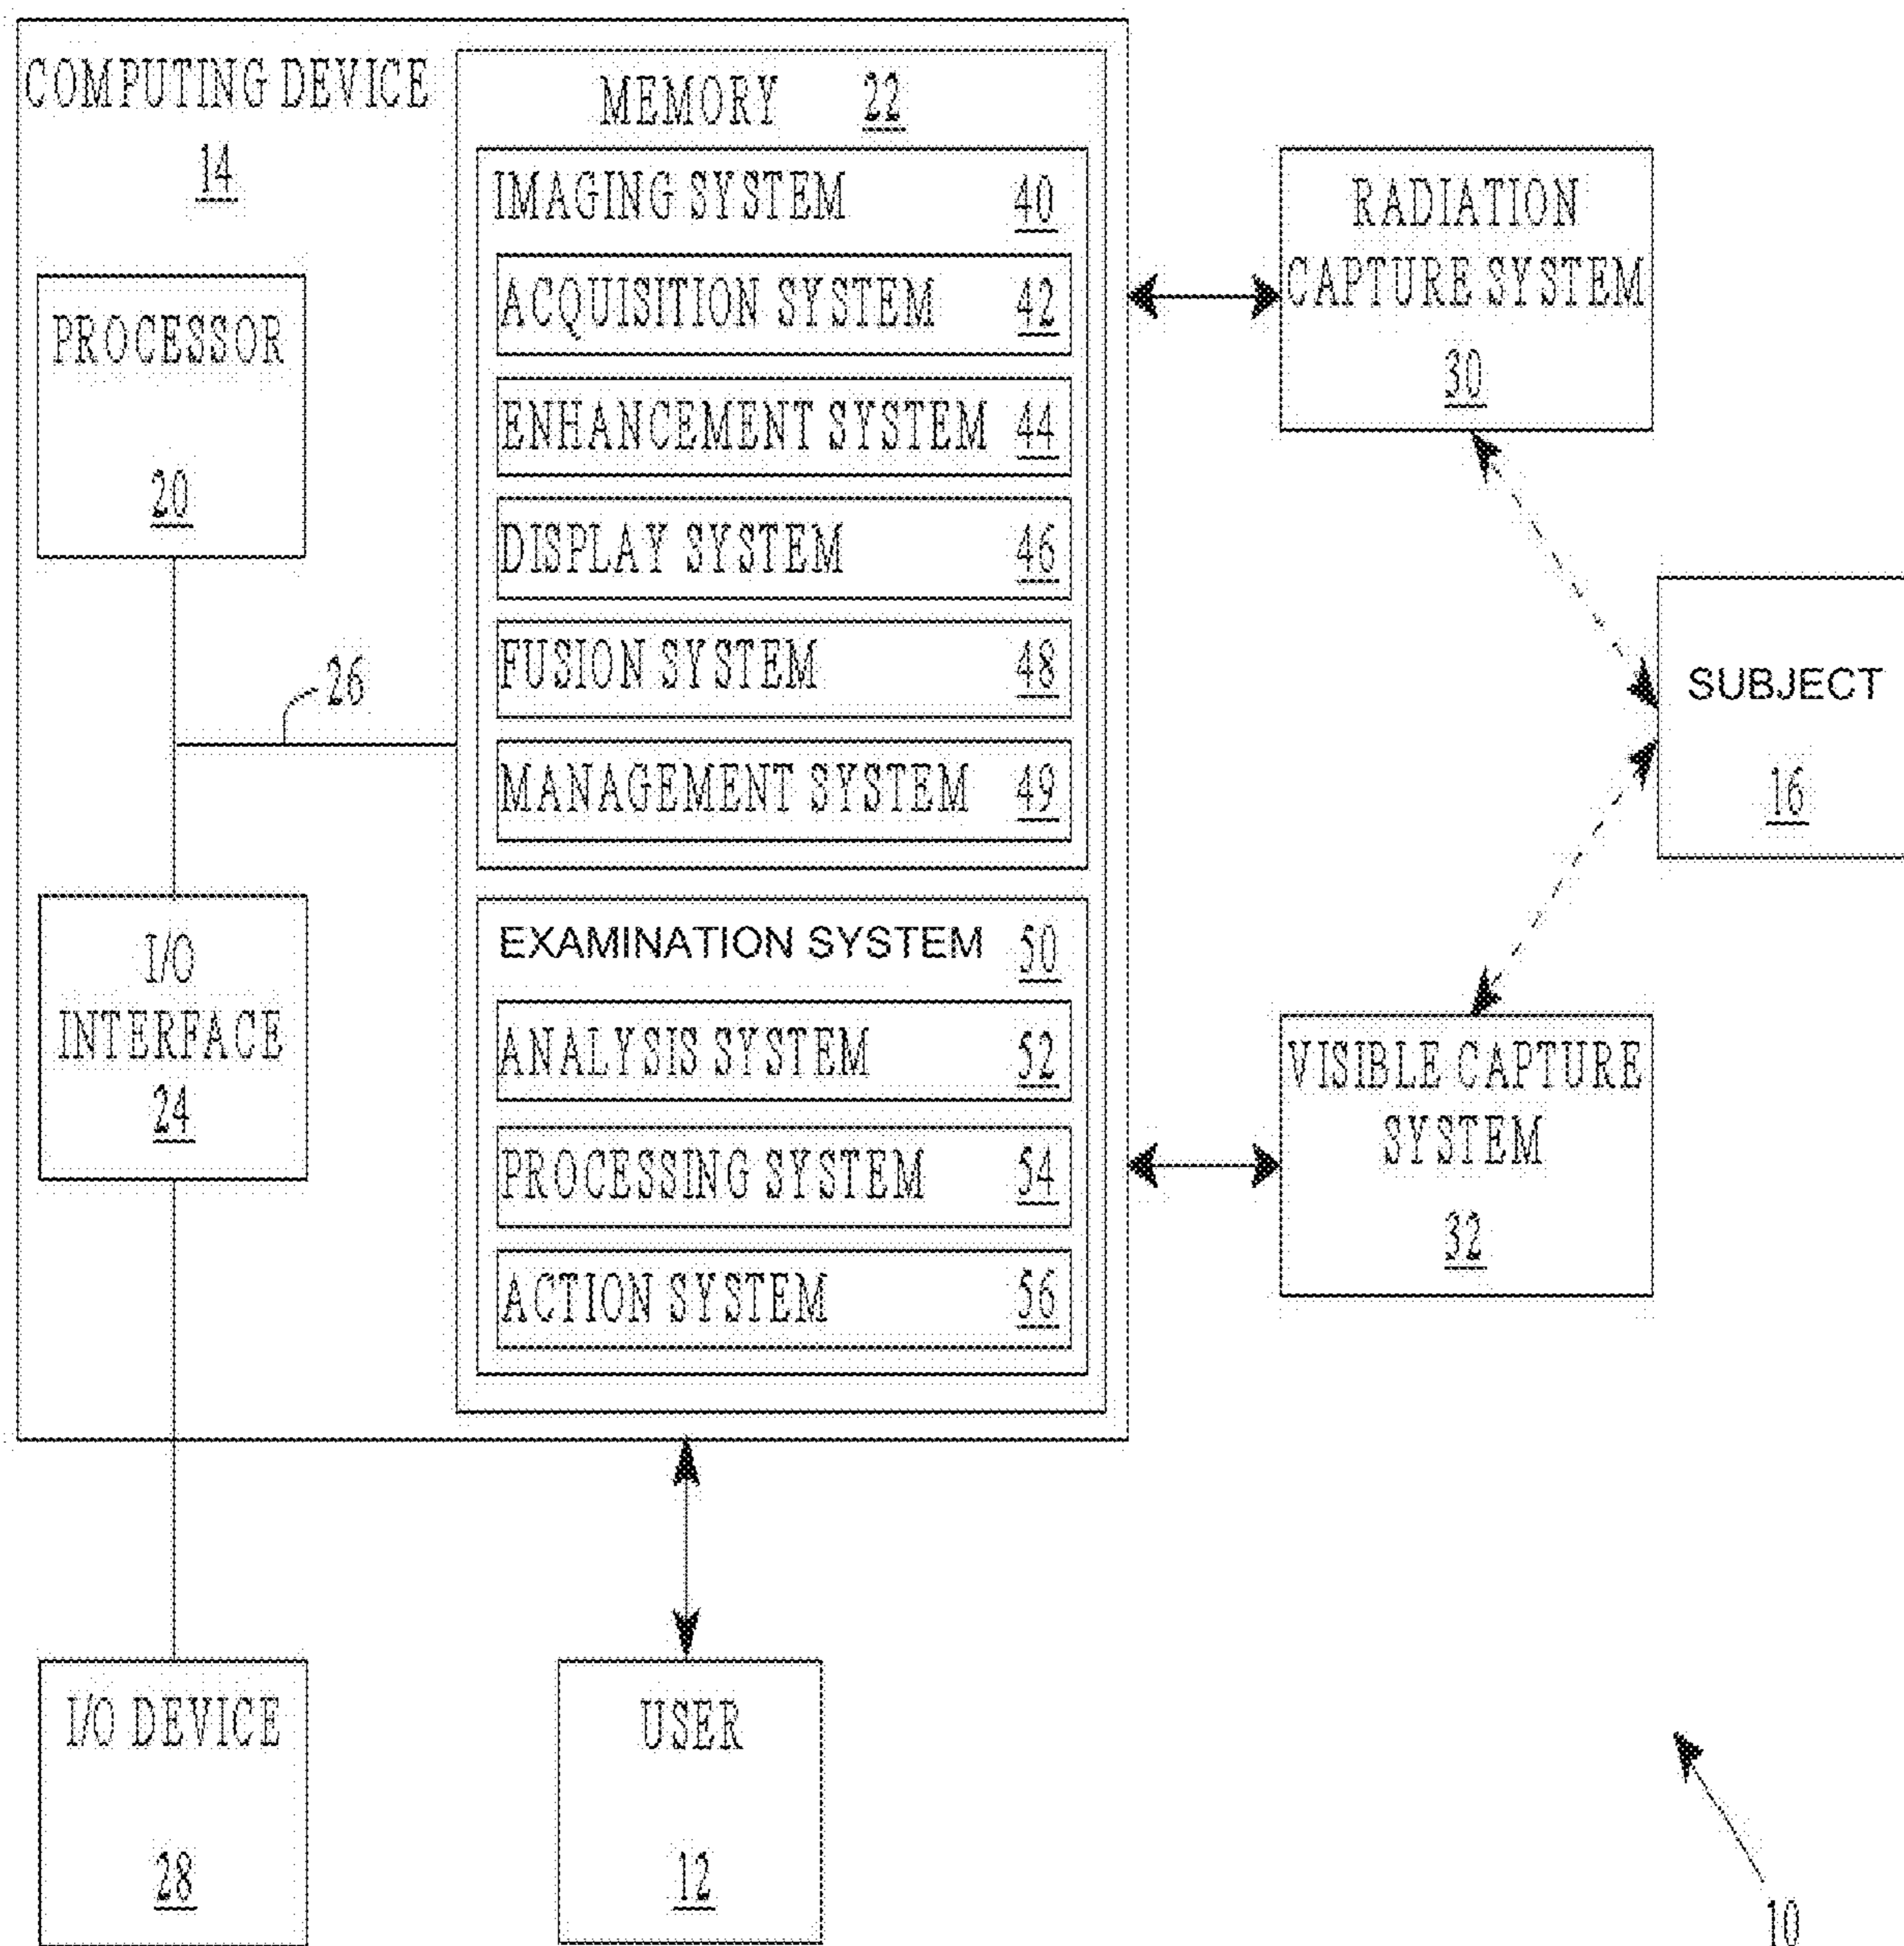 COMPUTING DEVICE
14
MEMORY 22
IMAGING SYSTEM 40
ACQUISITION SYSTEM 42
ENHANCEMENT SYSTEM 44
DISPLAY SYSTEM 46
FUSION SYSTEM 48
MANAGEMENT SYSTEM 49
EXAMINATION SYSTEM 50
ANALYSIS SYSTEM 52
PROCESSING SYSTEM 54
ACTION SYSTEM 56
PROCESSOR
20
26
I/O
INTERFACE
24
RADIATION
CAPTURE SYSTEM
30
SUBJECT
16
VISIBLE CAPTURE
SYSTEM
32
I/O DEVICE
28
USER
12
10